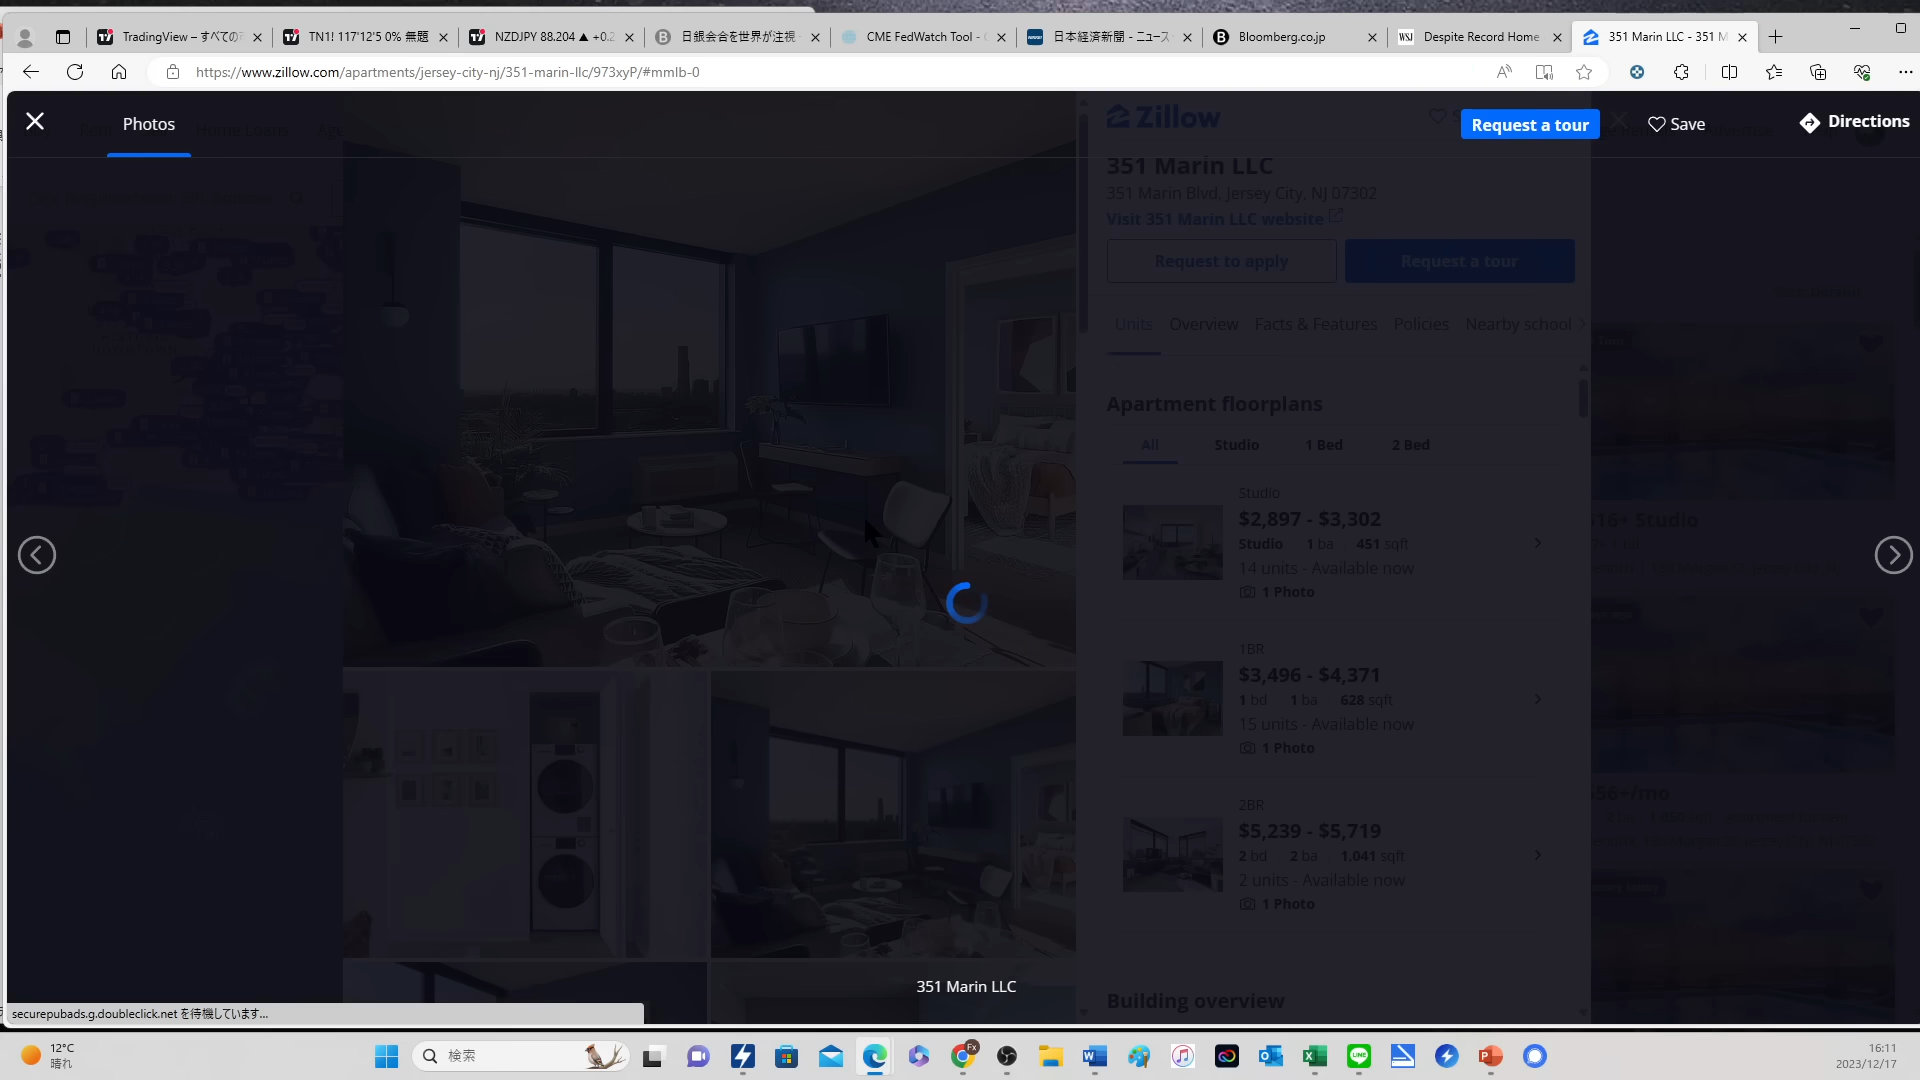 TradingView – すべての
TN1! 117'12'5 0% 無題
NZDJPY 88.204 ▲ +0.2
日銀会合を世界が注視 -
CME FedWatch Tool -
日本経済新聞 - ニュース
Bloomberg.co.jp
WSJ Despite Record Home
351 Marin LLC - 351 M
https://www.zillow.com/apartments/jersey-city-nj/351-marin-llc/973xyP/#mmlb-0
Photos
Home Loans
Zillow
Request a tour
Save
Directions
351 Marin LLC
351 Marin Blvd, Jersey City, NJ 07302
Visit 351 Marin LLC website
Request to apply
Request a tour
Units Overview Facts & Features Policies Nearby school
Apartment floorplans
All Studio 1 Bed 2 Bed
Studio
$2,897 - $3,302
Studio 1 ba 451 sqft
14 units - Available now
1 Photo
1BR
$3,496 - $4,371
1 bd 1 ba 628 sqft
15 units - Available now
1 Photo
2BR
$5,239 - $5,719
2 bd 2 ba 1,041 sqft
2 units - Available now
1 Photo
Building overview
16+ Studio
56+/mo
351 Marin LLC
securepubads.g.doubleclick.net を待機しています...
12°C
晴れ
検索
Fx
LINE
16:11
2023/12/17